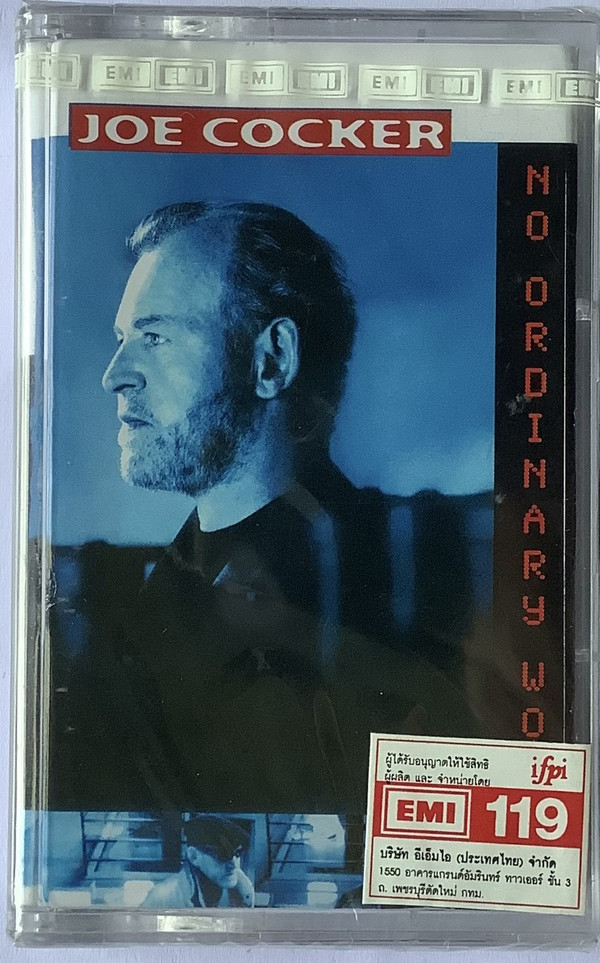 EMI EMI EMI EMI EMI EMI EMI EMI EMI
JOE COCKER
NO ORDINARY WO
ผู้ได้รับอนุญาตให้ใช้สิทธิ
ifpi
ผู้ผลิต และ จำหน่ายโดย
EMI 119
บริษัท อีเอ็มไอ (ประเทศไทย) จำกัด
1550 อาคารแกรนด์อัมรินทร์ ทาวเออร์ ชั้น 3
ถ. เพชรบุรีตัดใหม่ กทม.